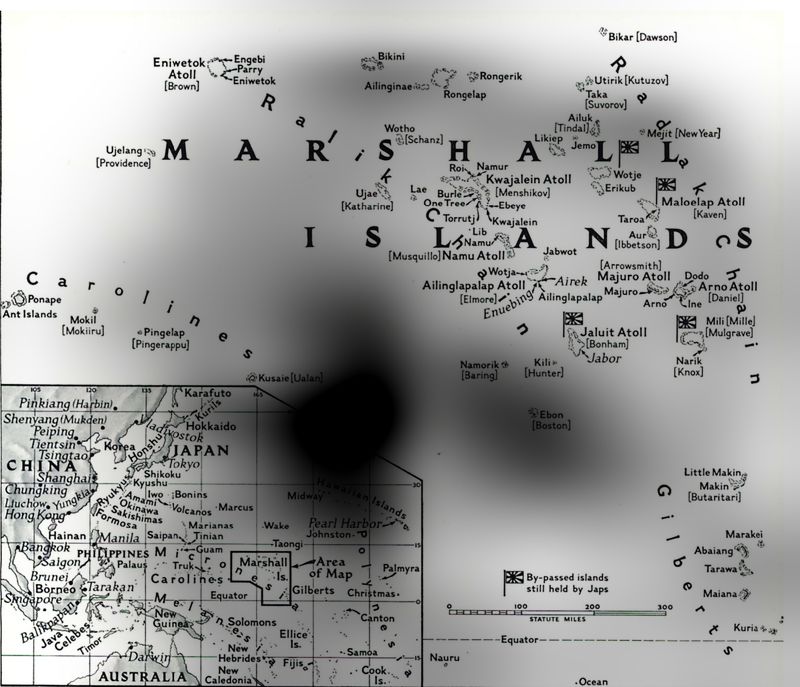 Bikar [Dawson]
Eniwetok
Atoll
[Brown]
Engebi
Parry
Eniwetok
Bikini
Ailinginae
Rongerik
Rongelap
Utirik [Kutuzov]
Taka
[Suvorov]
Ralik Chain
Radak Chain
Ujelang
[Providence]
Wotho
[Schanz]
Ailuk
[Tindal]
Likiep
Jemo
Mejit [New Year]
MARSHALL
ISLANDS
Roi
Namur
Kwajalein Atoll
[Menshikov]
Burle
One Tree
Ebeye
Torrutj
Kwajalein
Ujae
[Katharine]
Lae
Lib
Namu
[Musquillo] Namu Atoll
Wotje
Erikub
Maloelap Atoll
[Kaven]
Taroa
Aur
[Ibbetson]
Jabwot
Wotja
Airek
Ailinglapalap Atoll
[Elmore]
Enuebing
Ailinglapalap
[Arrowsmith]
Majuro Atoll
Majuro
Dodo
Arno Atoll
[Daniel]
Arno
Ine
Carolines
Ponape
Ant Islands
Mokil
[Mokiiru]
Pingelap
[Pingerappu]
Kusaie [Ualan]
Jaluit Atoll
[Bonham]
Jabor
Mili [Mille]
[Mulgrave]
Narik
[Knox]
Namorik
[Baring]
Kili
[Hunter]
Ebon
[Boston]
Little Makin
Makin
[Butaritari]
Gilberts
Marakei
Abaiang
Tarawa
Maiana
Kuria
By-passed islands
still held by Japs
0 50 100 200 300
STATUTE MILES
Equator
Nauru
Ocean
105 120 135 165
Pinkiang (Harbin)
Shenyang (Mukden)
Peiping
Tientsin
Tsingtao
CHINA
Shanghai
Chungking
Liuchow
Yungkia
Hong Kong
Karafuto
Kurils
Hokkaido
Vladivostok
Korea
Honshu
JAPAN
Tokyo
Shikoku
Kyushu
Ryukyus
Amami
Okinawa
Sakishimas
Formosa
Iwo
Bonins
Volcanos
Marcus
Midway
Hawaiian Islands
30
Pearl Harbor
Johnston
Hainan
Manila
Saipan
Marianas
Tinian
Wake
Taongi
15
Bangkok
Saigon
PHILIPPINES
Palaus
Guam
Truk
Micronesia
Carolines
Marshall
Is.
Area
of Map
Palmyra
Brunei
Borneo
Tarakan
Singapore
Equator
Gilberts
Christmas
0
Balikpapan
Java
Celebes
Timor
Melanesia
New
Guinea
Solomons
Ellice
Is.
Canton
Darwin
AUSTRALIA
New
Hebrides
New
Caledonia
Fijis
Samoa
Cook
Is.
15